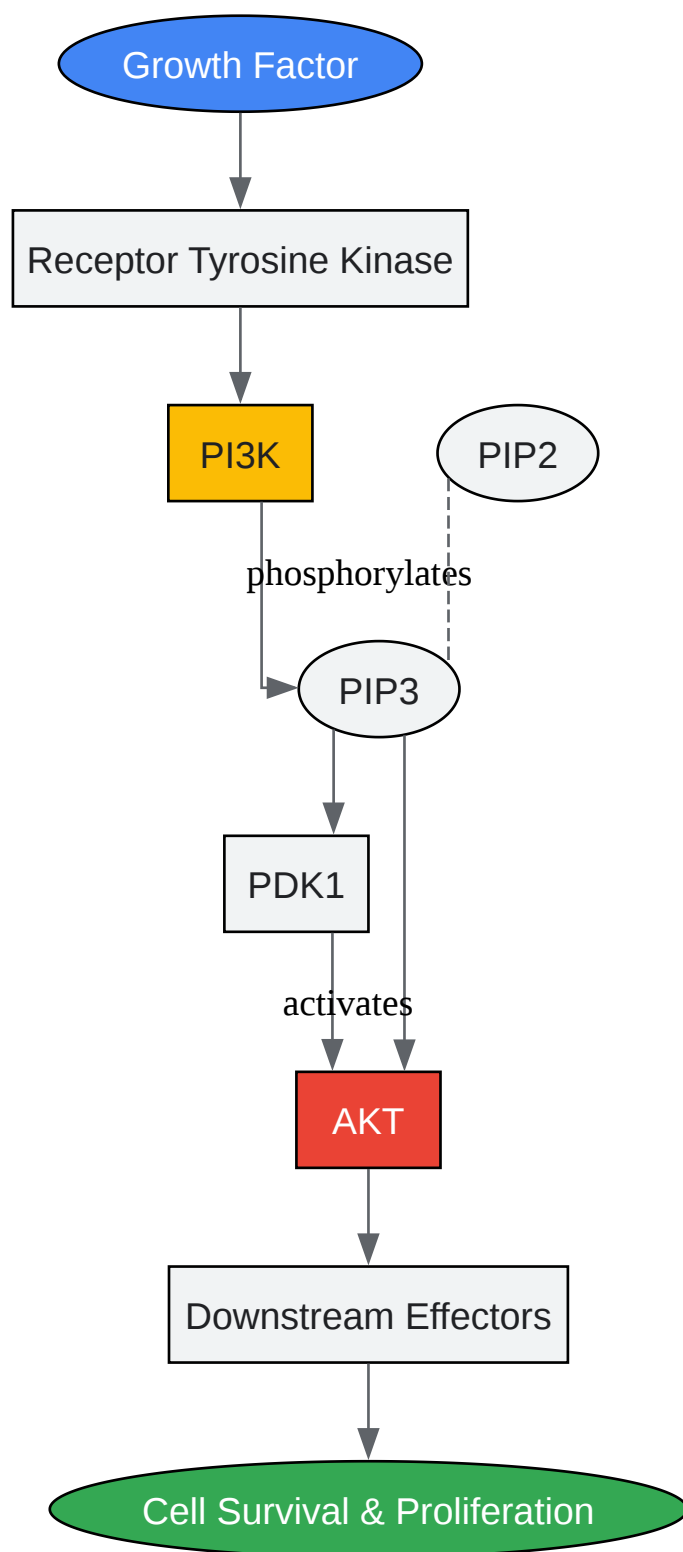 Growth Factor
Receptor Tyrosine Kinase
PI3K
PIP2
phosphorylates
PIP3
PDK1
activates
AKT
Downstream Effectors
Cell Survival & Proliferation